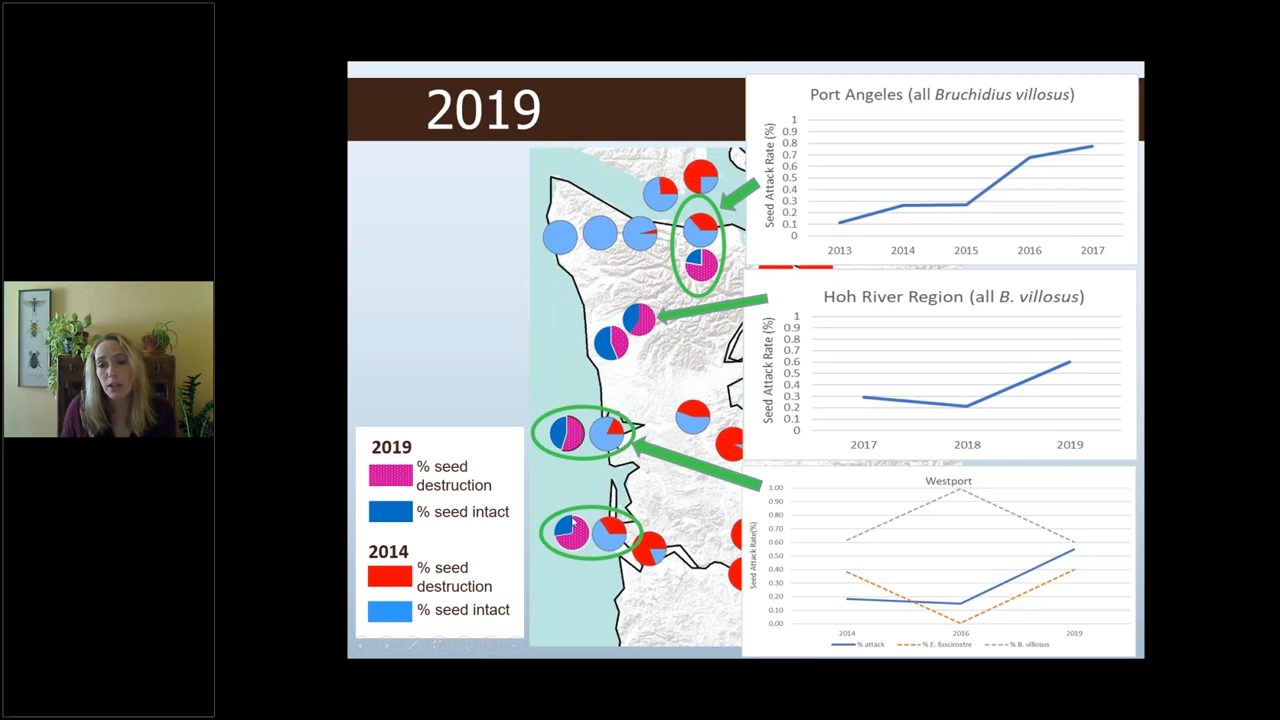 2019
2019
% seed
destruction
% seed intact
2014
% seed
destruction
% seed intact
Port Angeles (all Bruchidius villosus)
Seed Attack Rate (%)
1
0.9
0.8
0.7
0.6
0.5
0.4
0.3
0.2
0.1
0
2013 2014 2015 2016 2017
Hoh River Region (all B. villosus)
Seed Attack Rate (%)
1
0.9
0.8
0.7
0.6
0.5
0.4
0.3
0.2
0.1
0
2017 2018 2019
Westport
Seed Attack Rate(%)
1.00
0.90
0.80
0.70
0.60
0.50
0.40
0.30
0.20
0.10
0.00
2014 2016 2019
% attack % E. fuscirostre % B. villosus